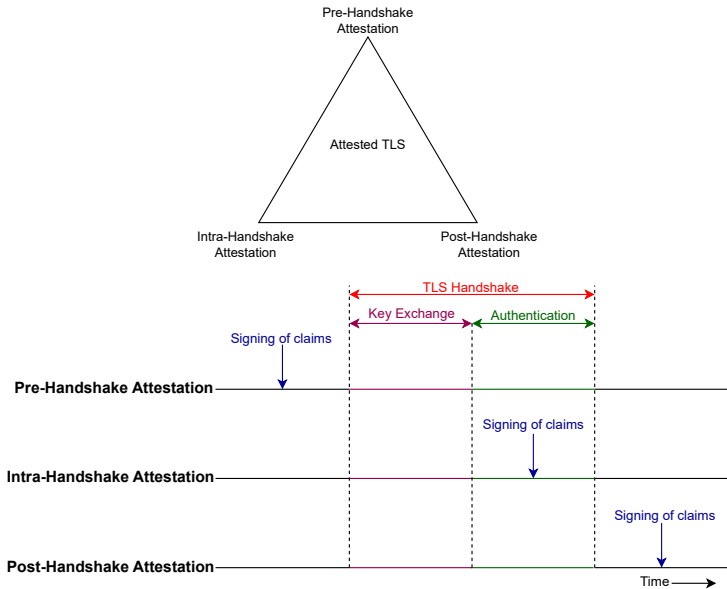 Pre-Handshake
Attestation
Attested TLS
Intra-Handshake
Attestation
Post-Handshake
Attestation
TLS Handshake
Key Exchange
Authentication
Signing of claims
Pre-Handshake Attestation
Signing of claims
Intra-Handshake Attestation
Signing of claims
Post-Handshake Attestation
Time